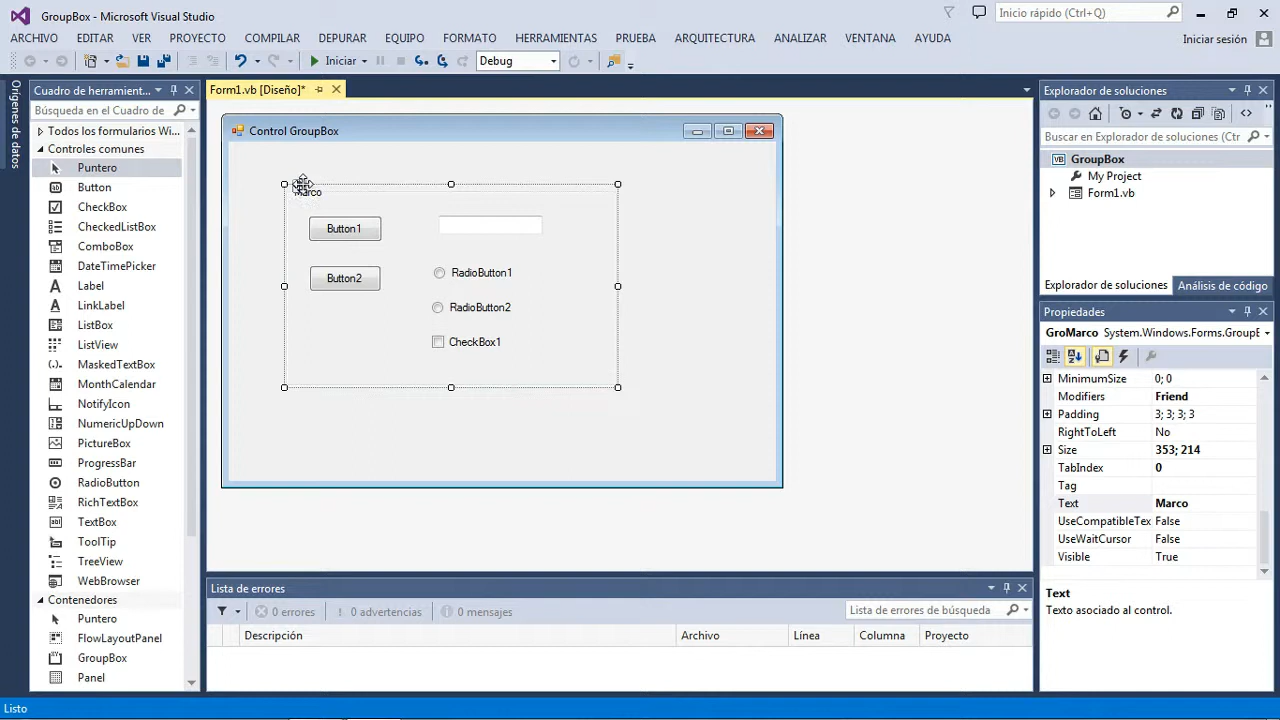 GroupBox - Microsoft Visual Studio
Inicio rápido (Ctrl+Q)
ARCHIVO EDITAR VER PROYECTO COMPILAR DEPURAR EQUIPO FORMATO HERRAMIENTAS PRUEBA ARQUITECTURA ANALIZAR VENTANA AYUDA
Iniciar sesión
Iniciar
Debug
Orígenes de datos
Cuadro de herramient...
Búsqueda en el Cuadro de
Todos los formularios Wi...
Controles comunes
Puntero
Button
CheckBox
CheckedListBox
ComboBox
DateTimePicker
Label
LinkLabel
ListBox
ListView
MaskedTextBox
MonthCalendar
NotifyIcon
NumericUpDown
PictureBox
ProgressBar
RadioButton
RichTextBox
TextBox
ToolTip
TreeView
WebBrowser
Contenedores
Puntero
FlowLayoutPanel
GroupBox
Panel
Form1.vb [Diseño]*
Control GroupBox
Marco
Button1
Button2
RadioButton1
RadioButton2
CheckBox1
Lista de errores
0 errores
0 advertencias
0 mensajes
Lista de errores de búsqueda
Descripción Archivo Línea Columna Proyecto
Explorador de soluciones
Buscar en Explorador de soluciones (Ctrl
GroupBox
My Project
Form1.vb
Explorador de soluciones Análisis de código
Propiedades
GroMarco System.Windows.Forms.GroupE
MinimumSize 0; 0
Modifiers Friend
Padding 3; 3; 3; 3
RightToLeft No
Size 353; 214
TabIndex 0
Tag
Text Marco
UseCompatibleTex False
UseWaitCursor False
Visible True
Text
Texto asociado al control.
Listo